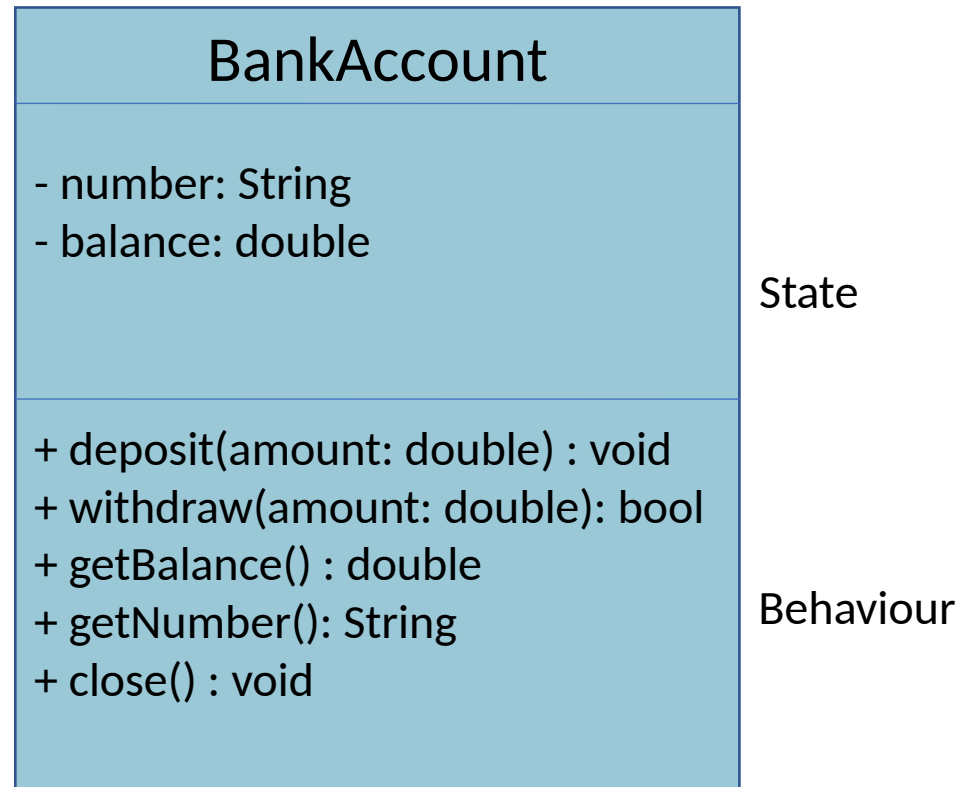 BankAccount
- number: String
- balance: double
State
+ deposit(amount: double) : void
+ withdraw(amount: double): bool
+ getBalance() : double
+ getNumber(): String
+ close() : void
Behaviour